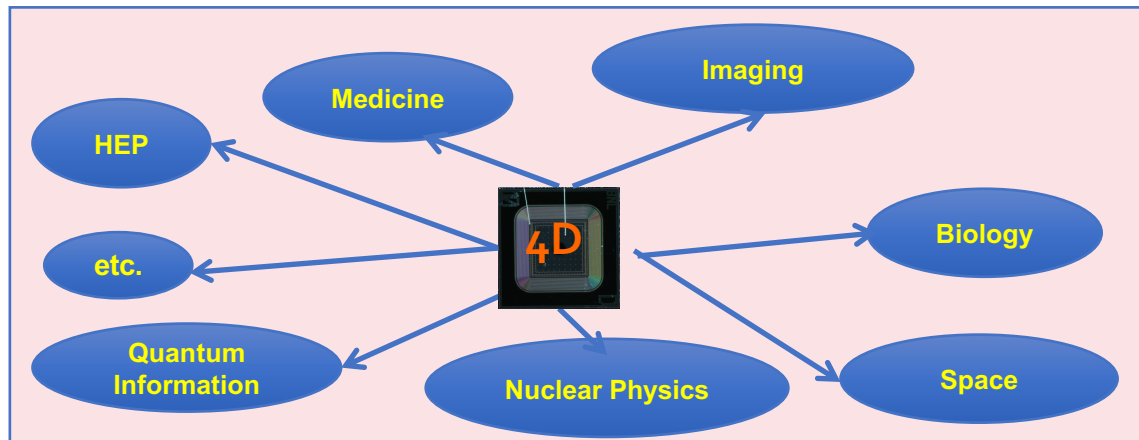 Imaging
Medicine
HEP
4D
Biology
etc.
Quantum
Information
Nuclear Physics
Space